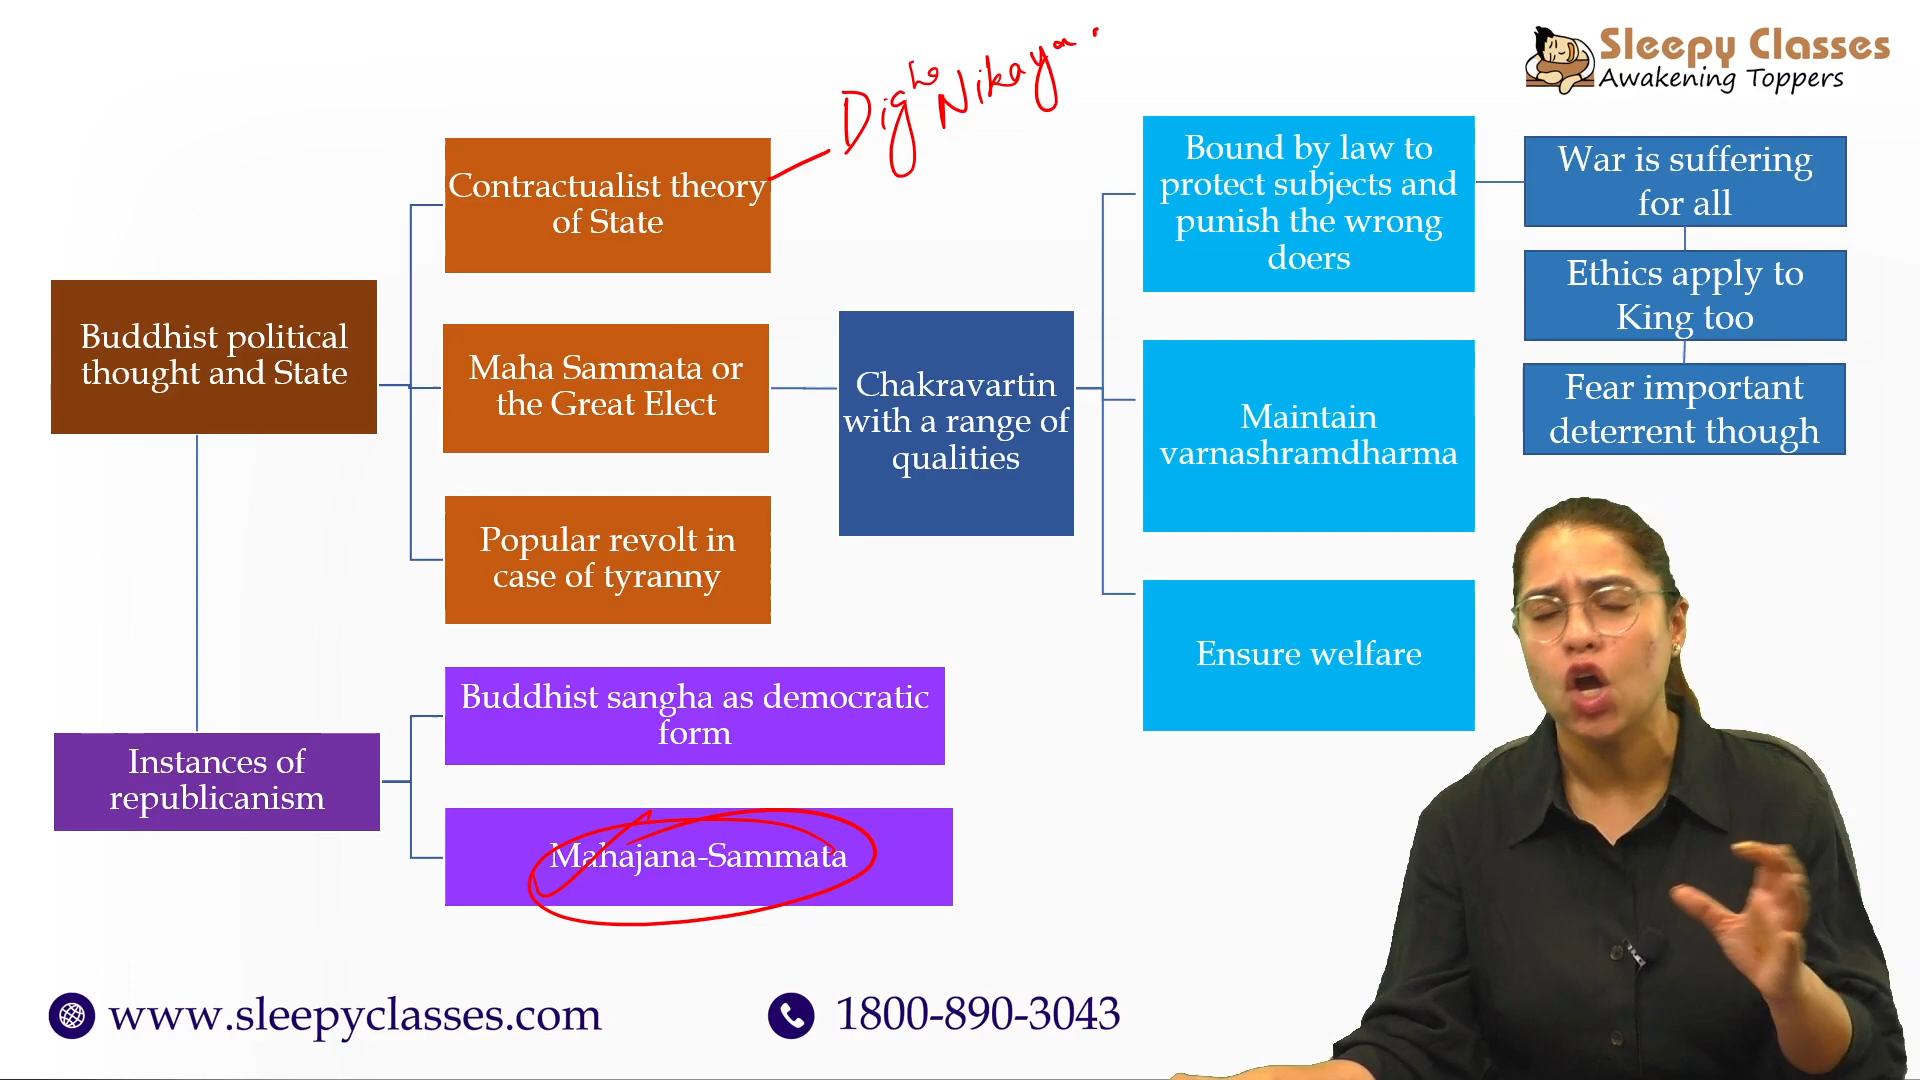 Sleepy Classes
Awakening Toppers
Digha Nikaya.
Contractualist theory
of State
Bound by law to
protect subjects and
punish the wrong
doers
War is suffering
for all
Ethics apply to
King too
Fear important
deterrent though
Buddhist political
thought and State
Maha Sammata or
the Great Elect
Chakravartin
with a range of
qualities
Maintain
varnashramdharma
Popular revolt in
case of tyranny
Ensure welfare
Instances of
republicanism
Buddhist sangha as democratic
form
Mahajana-Sammata
www.sleepyclasses.com
1800-890-3043